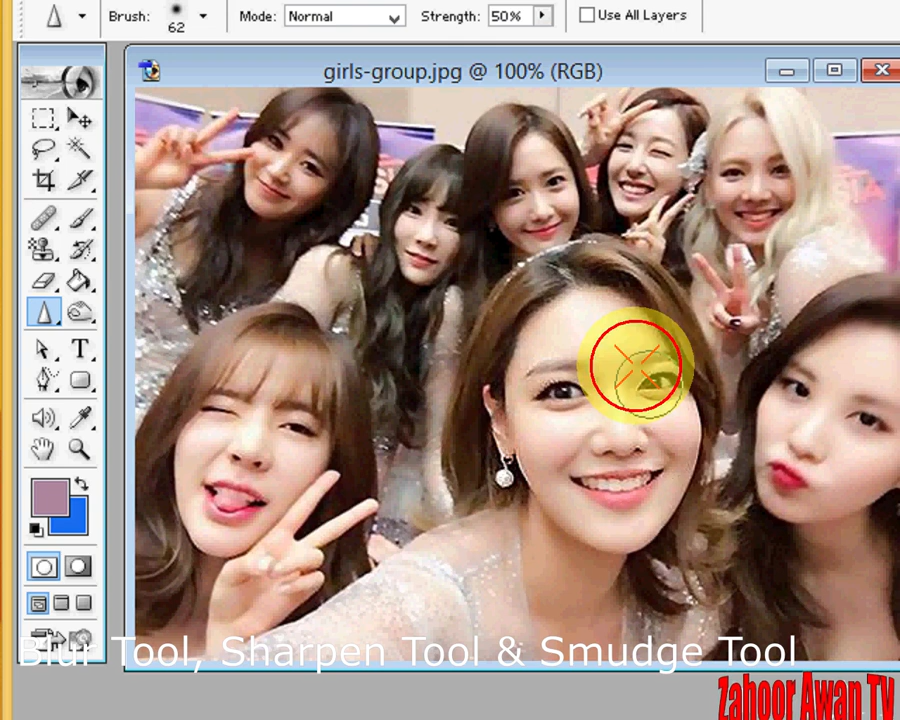 Brush: 62 Mode: Normal Strength: 50% Use All Layers
girls-group.jpg @ 100% (RGB)
T
Blur Tool, Sharpen Tool & Smudge Tool
Zahoor Awan TV